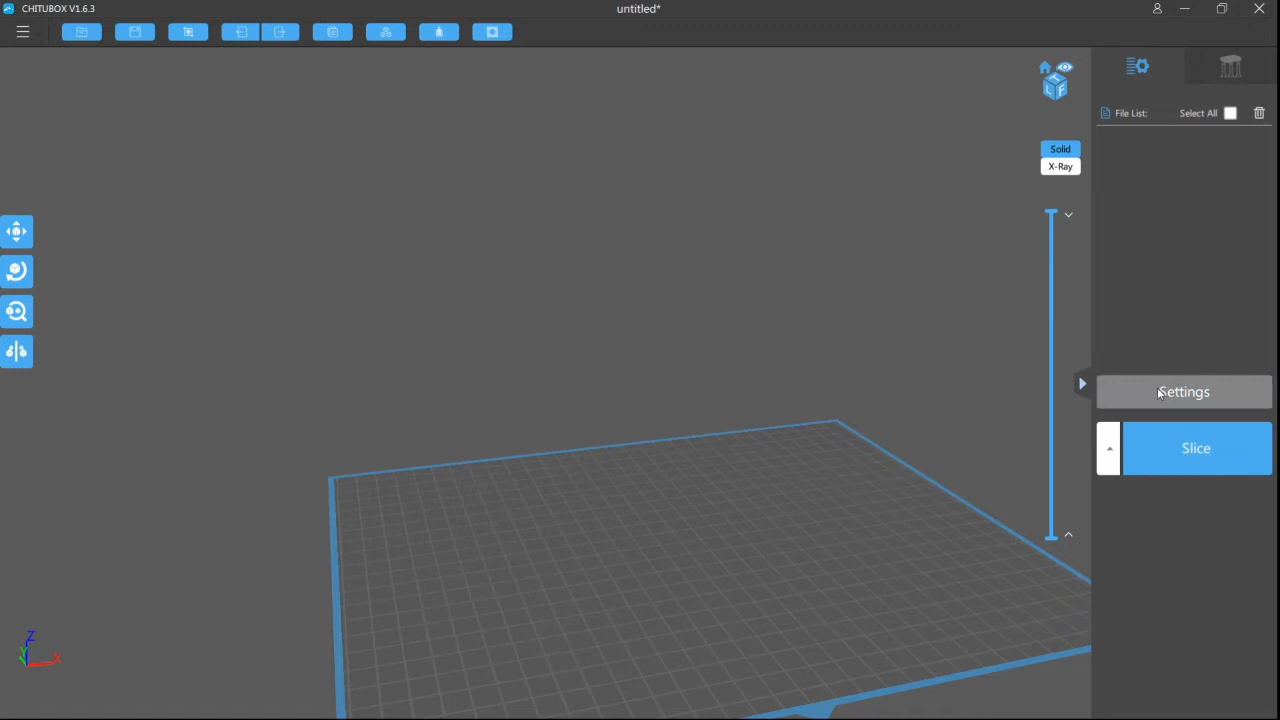 CHITUBOX V1.6.3
untitled*
File List:
Select All
Solid
X-Ray
T
L F
Settings
Slice
Z
Y
X